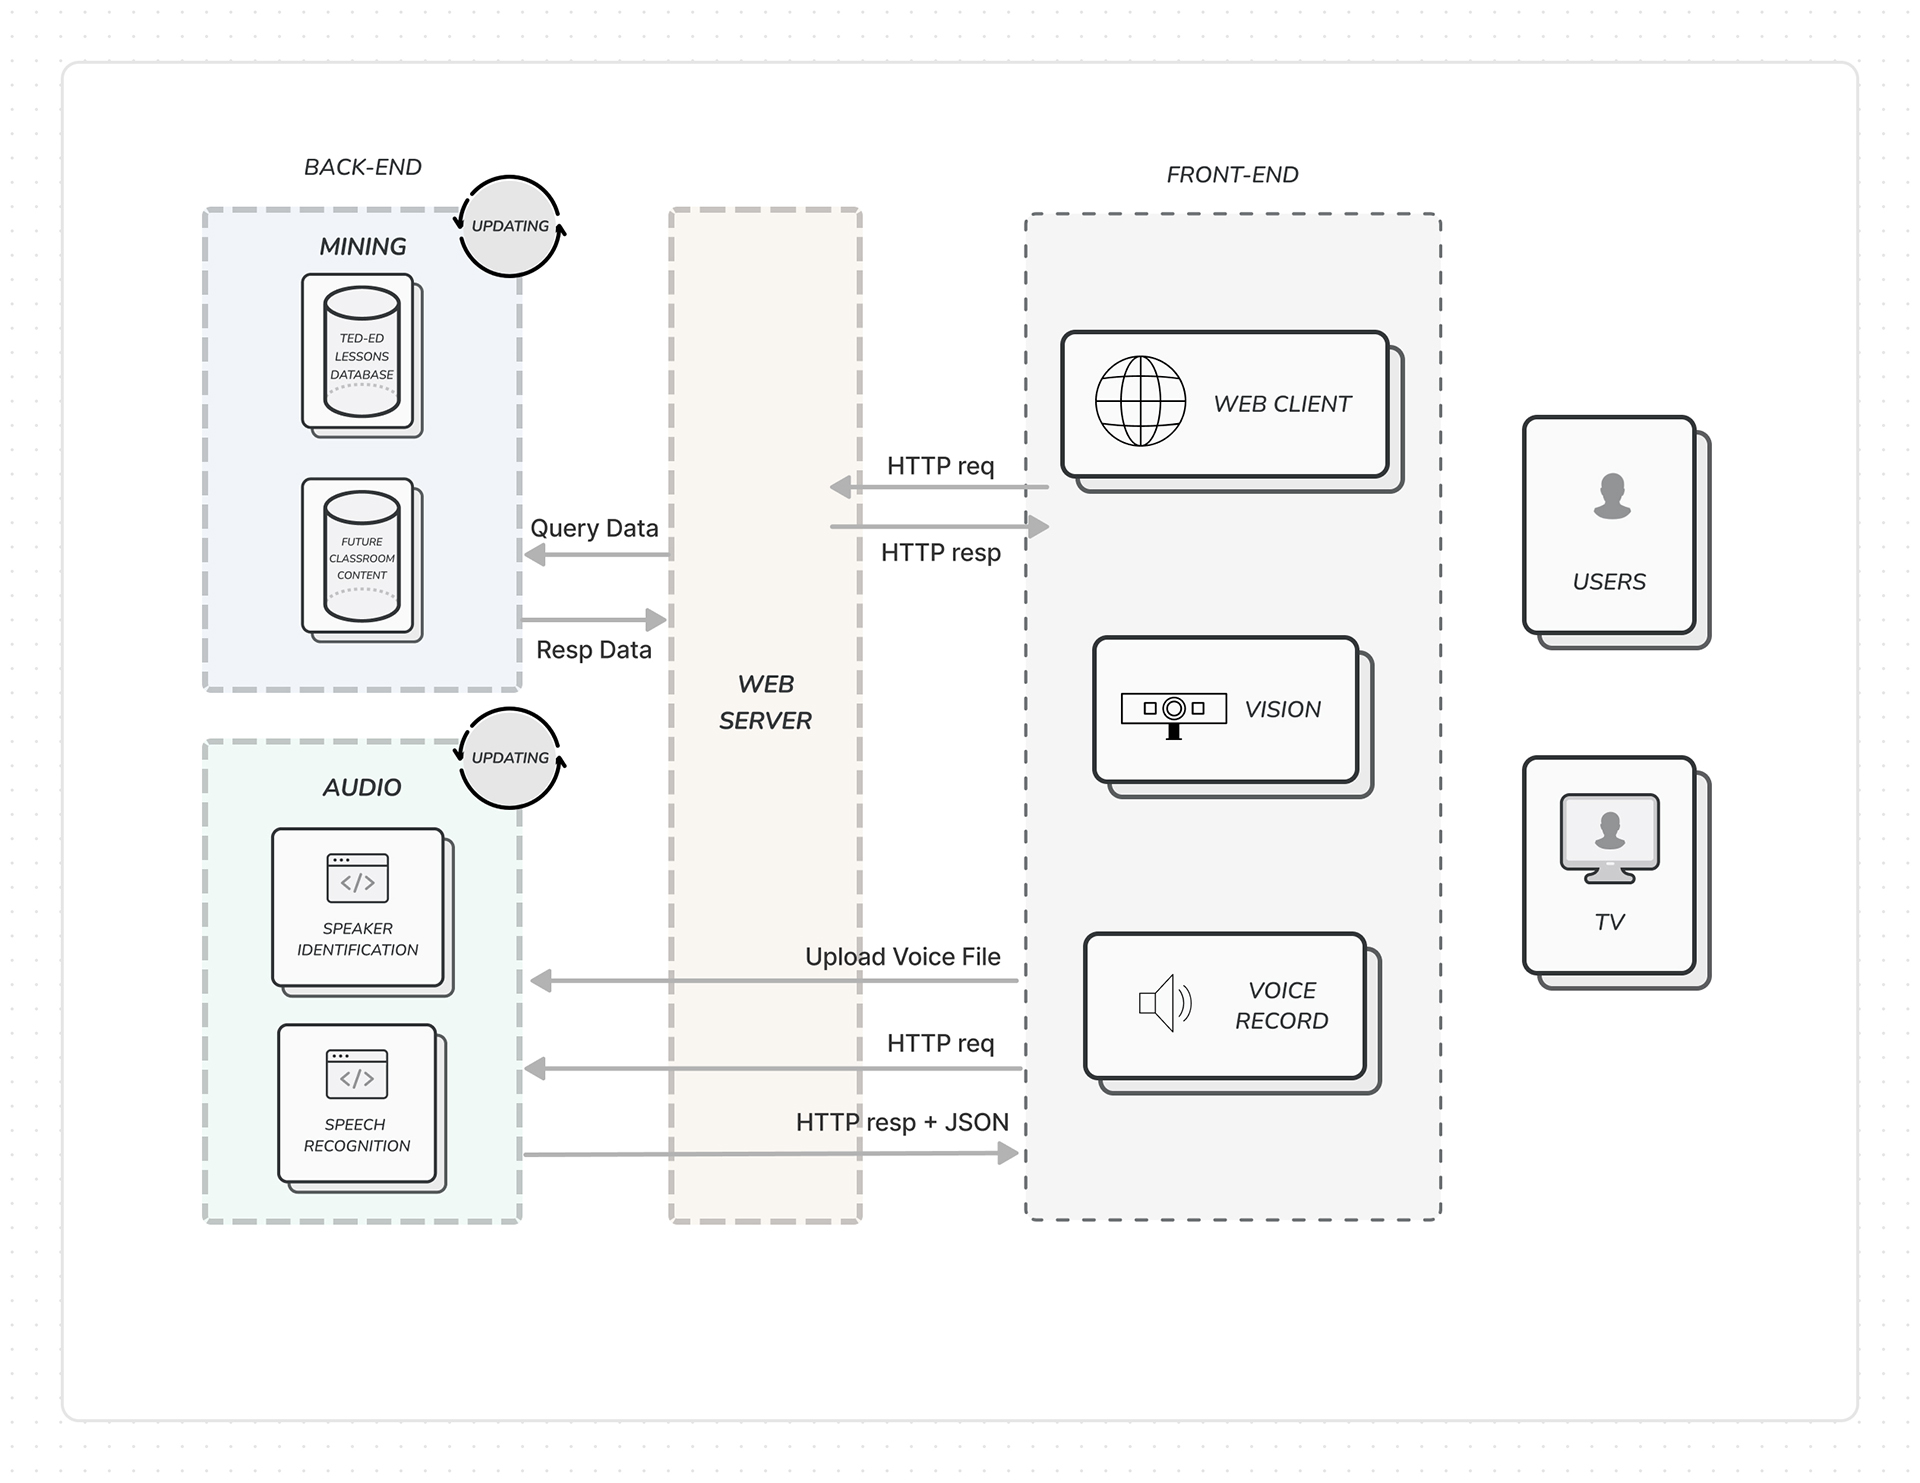 BACK-END
UPDATING
MINING
TED-ED
LESSONS
DATABASE
FUTURE
CLASSROOM
CONTENT
Query Data
Resp Data
UPDATING
AUDIO
SPEAKER
IDENTIFICATION
SPEECH
RECOGNITION
WEB
SERVER
HTTP req
HTTP resp
Upload Voice File
HTTP req
HTTP resp + JSON
FRONT-END
WEB CLIENT
VISION
VOICE
RECORD
USERS
TV